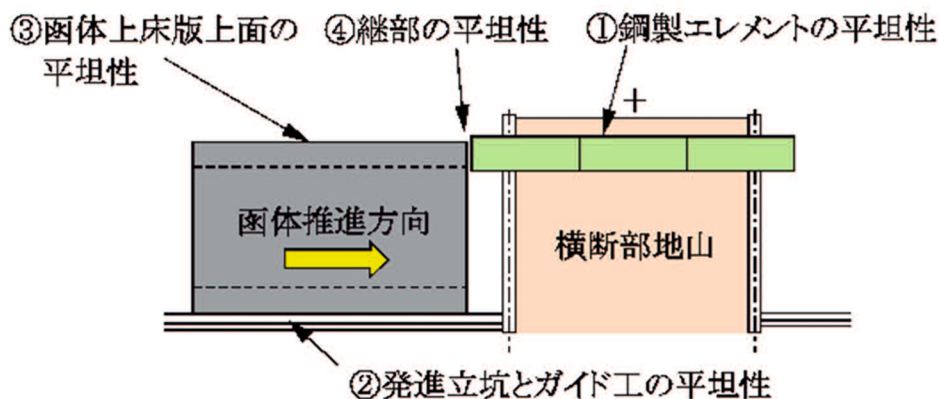 ③函体上床版上面の
平坦性
④継部の平坦性
①鋼製エレメントの平坦性
函体推進方向
横断部地山
②発進立坑とガイド工の平坦性